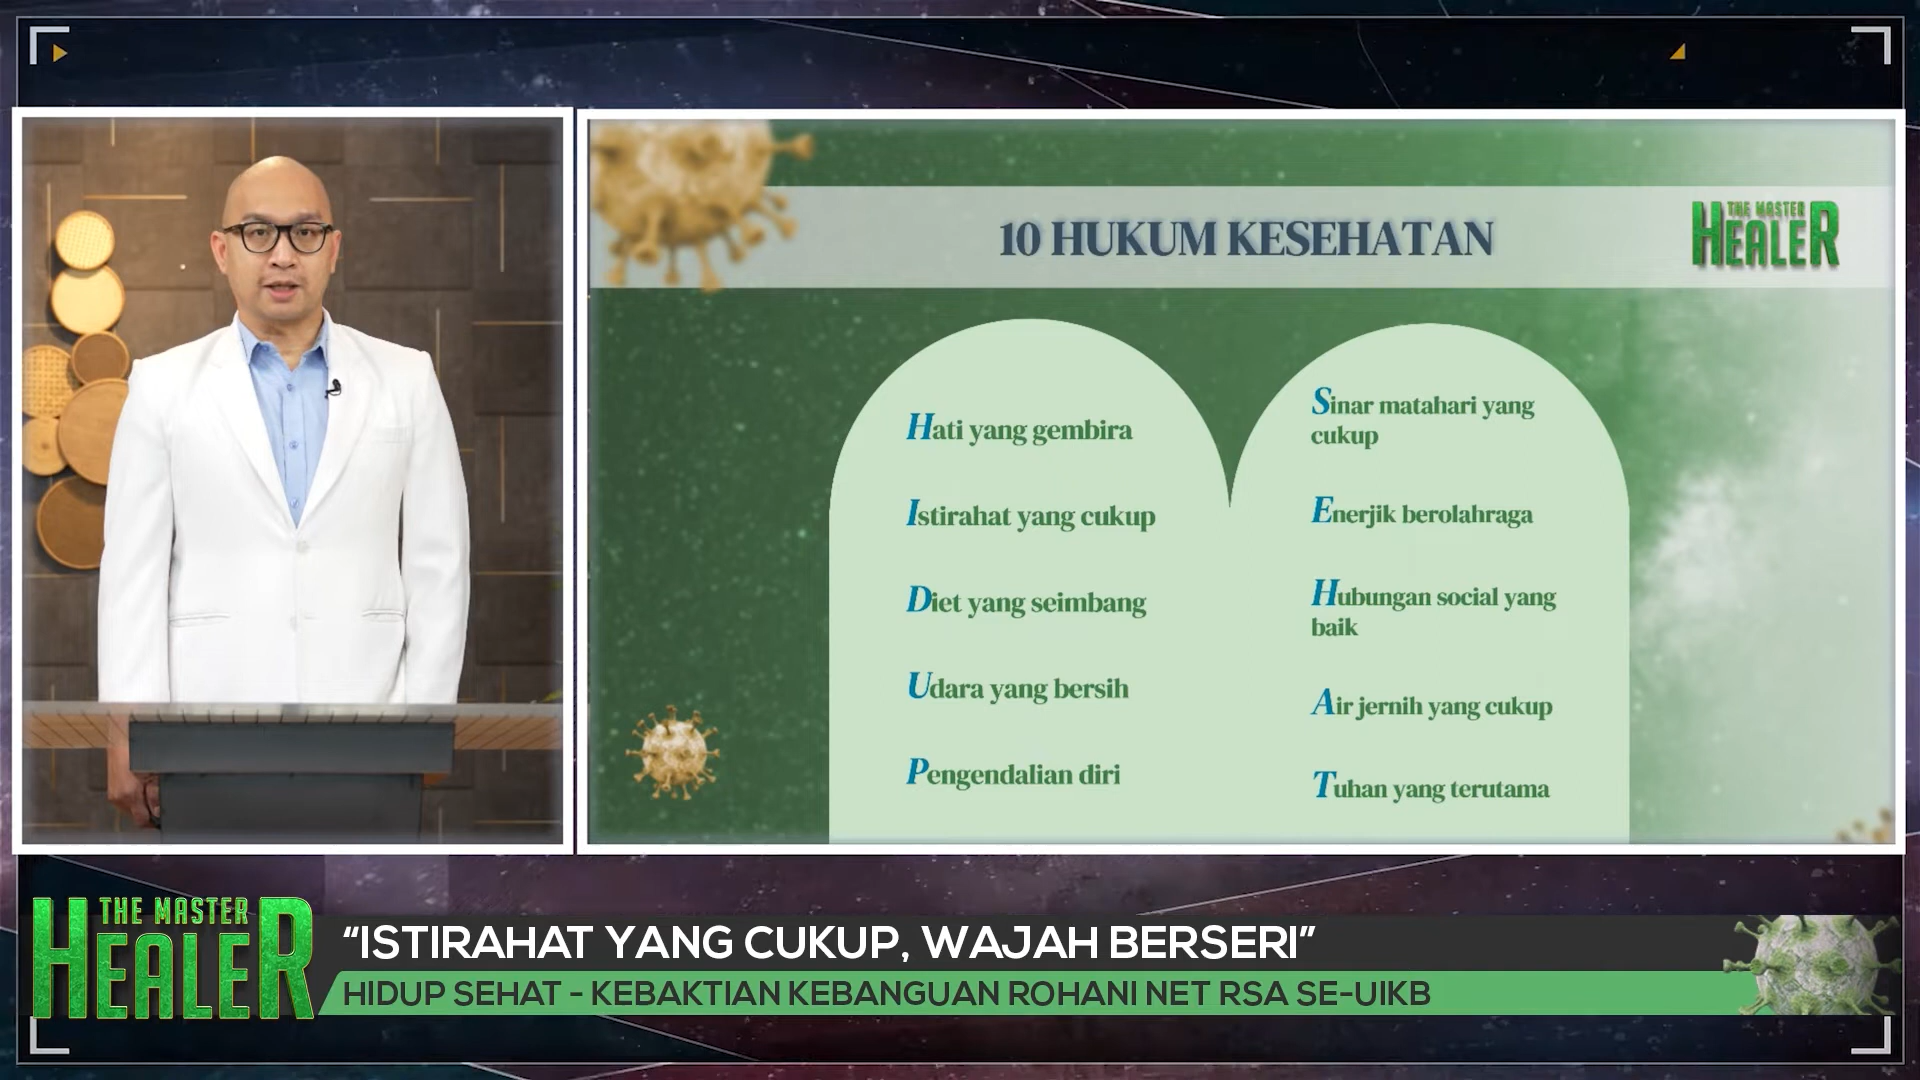 10 HUKUM KESEHATAN
THE MASTER
HEALER
Hati yang gembira
Istirahat yang cukup
Diet yang seimbang
Udara yang bersih
Pengendalian diri
Sinar matahari yang
cukup
Enerjik berolahraga
Hubungan social yang
baik
Air jernih yang cukup
Tuhan yang terutama
THE MASTER
HEALER
“ISTIRAHAT YANG CUKUP, WAJAH BERSERI”
HIDUP SEHAT - KEBAKTIAN KEBANGUAN ROHANI NET RSA SE-UIKB